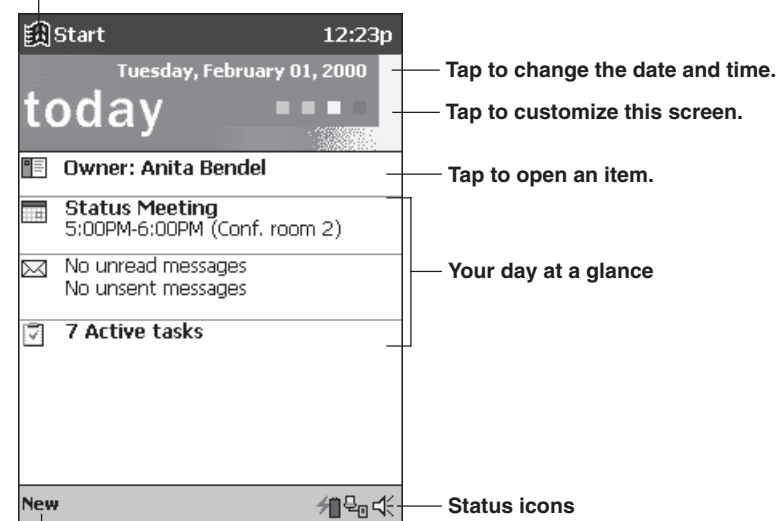 Start 12:23p
Tuesday, February 01, 2000
Tap to change the date and time.
today
Tap to customize this screen.
Owner: Anita Bendel
Tap to open an item.
Status Meeting
5:00PM-6:00PM (Conf. room 2)
No unread messages
Your day at a glance
No unsent messages
7 Active tasks
New
Status icons